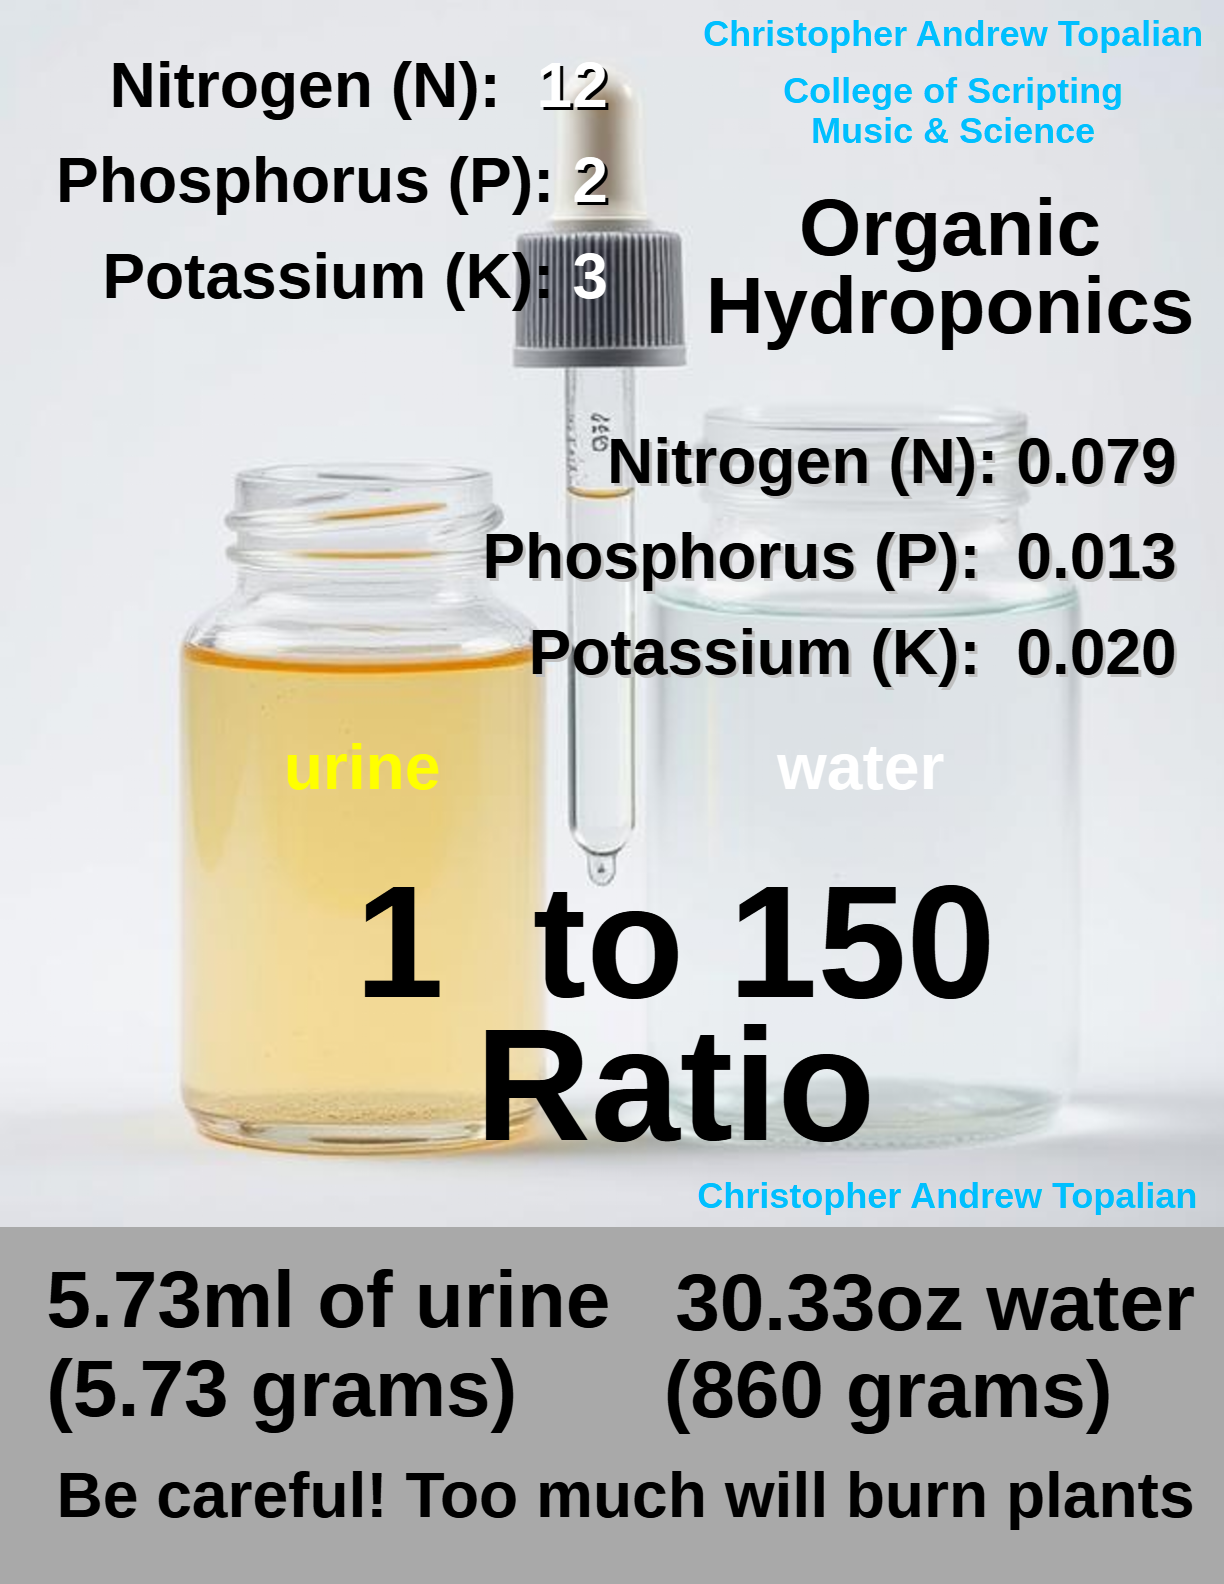 Christopher Andrew Topalian
College of Scripting
Music & Science
Nitrogen (N): 12
Phosphorus (P): 2
Potassium (K): 3
Organic
Hydroponics
Nitrogen (N): 0.079
Phosphorus (P): 0.013
Potassium (K): 0.020
urine
water
1 to 150
Ratio
Christopher Andrew Topalian
5.73ml of urine
(5.73 grams)
30.33oz water
(860 grams)
Be careful! Too much will burn plants